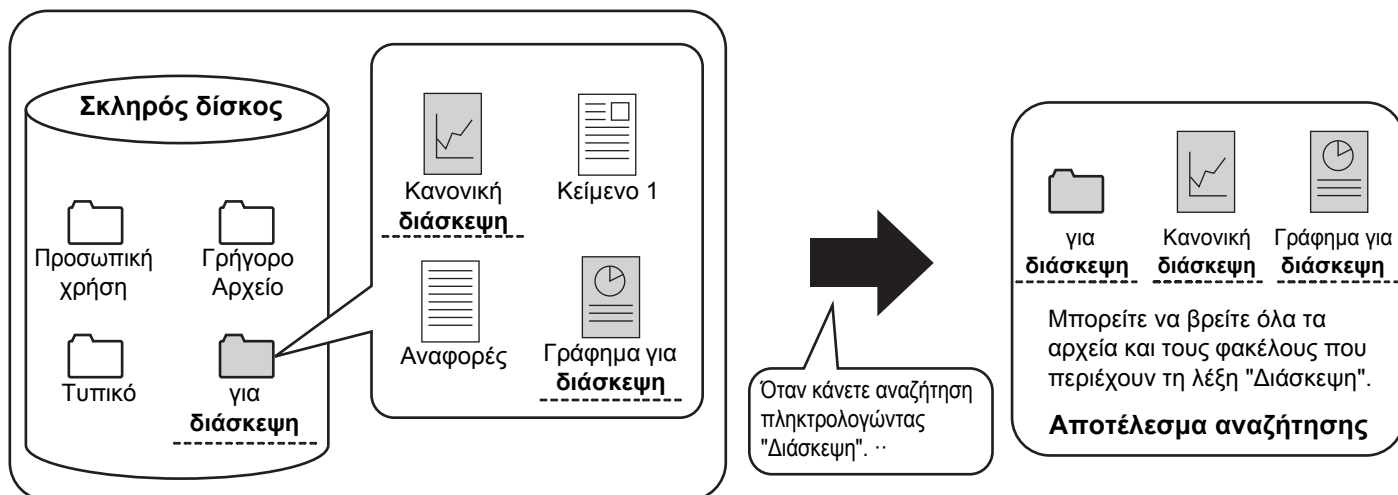 Σκληρός δίσκος
Προσωπική
χρήση
Γρήγορο
Αρχείο
Τυπικό
για
διάσκεψη
Κανονική
διάσκεψη
Κείμενο 1
Αναφορές
Γράφημα για
διάσκεψη
Όταν κάνετε αναζήτηση
πληκτρολογώντας
"Διάσκεψη". ··
για
διάσκεψη
Κανονική
διάσκεψη
Γράφημα για
διάσκεψη
Μπορείτε να βρείτε όλα τα
αρχεία και τους φακέλους που
περιέχουν τη λέξη "Διάσκεψη".
Αποτέλεσμα αναζήτησης